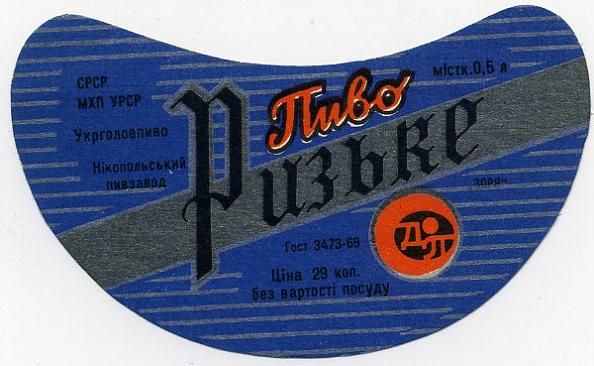 СРСР
МХП УРСР
Укрголовпиво
Нікопольський
пивзавод
Пиво
містк. 0,5 л
Ризьке
Гост 3473-69
Ціна 29 коп.
без вартості посуду
ДОЛ